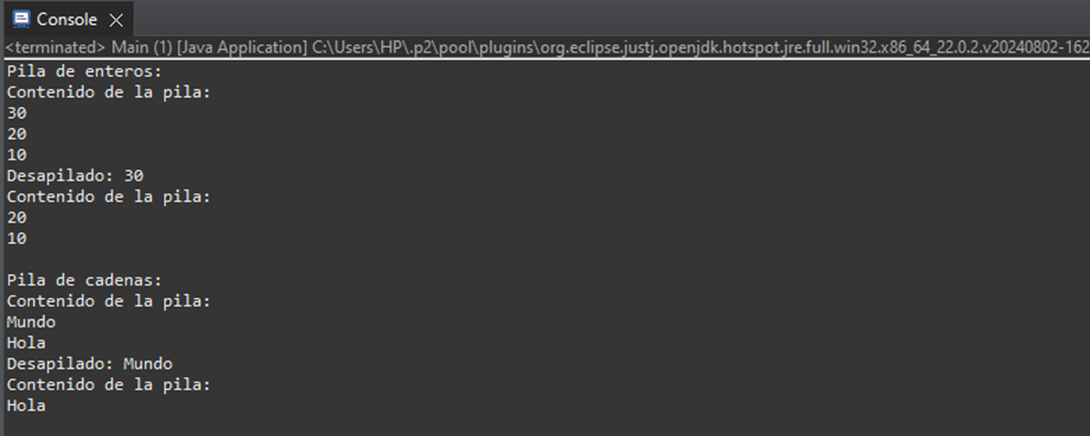 Console
<terminated> Main (1) [Java Application] C:\Users\HP\.p2\pool\plugins\org.eclipse.justj.openjdk.hotspot.jre.full.win32.x86_64_22.0.2.v20240802-162
Pila de enteros:
Contenido de la pila:
30
20
10
Desapilado: 30
Contenido de la pila:
20
10
Pila de cadenas:
Contenido de la pila:
Mundo
Hola
Desapilado: Mundo
Contenido de la pila:
Hola